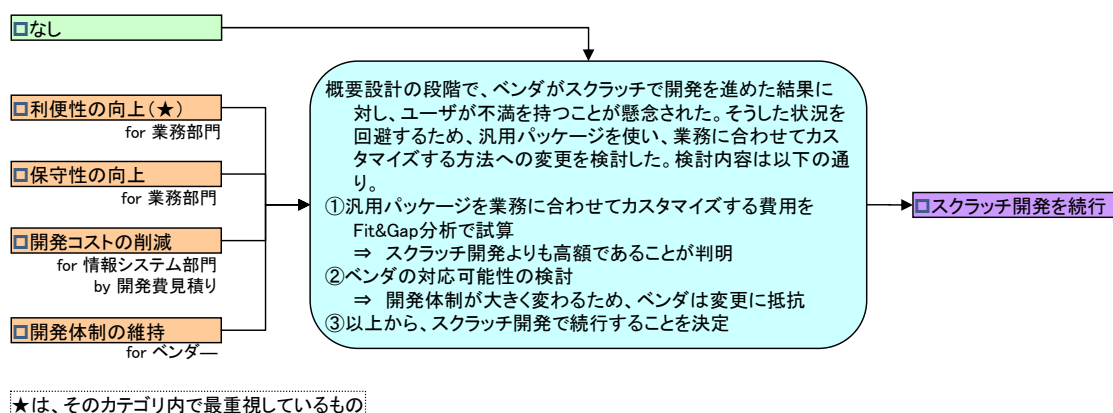 なし
利便性の向上(★)
for 業務部門
保守性の向上
for 業務部門
開発コストの削減
for 情報システム部門
by 開発費見積り
開発体制の維持
for ベンダ―
概要設計の段階で、ベンダがスクラッチで開発を進めた結果に
対し、ユーザが不満を持つことが懸念された。そうした状況を
回避するため、汎用パッケージを使い、業務に合わせてカス
タマイズする方法への変更を検討した。検討内容は以下の通
り。
①汎用パッケージを業務に合わせてカスタマイズする費用を
Fit&Gap分析で試算
⇒ スクラッチ開発よりも高額であることが判明
②ベンダの対応可能性の検討
⇒ 開発体制が大きく変わるため、ベンダは変更に抵抗
③以上から、スクラッチ開発で続行することを決定
スクラッチ開発を続行
★は、そのカテゴリ内で最重視しているもの